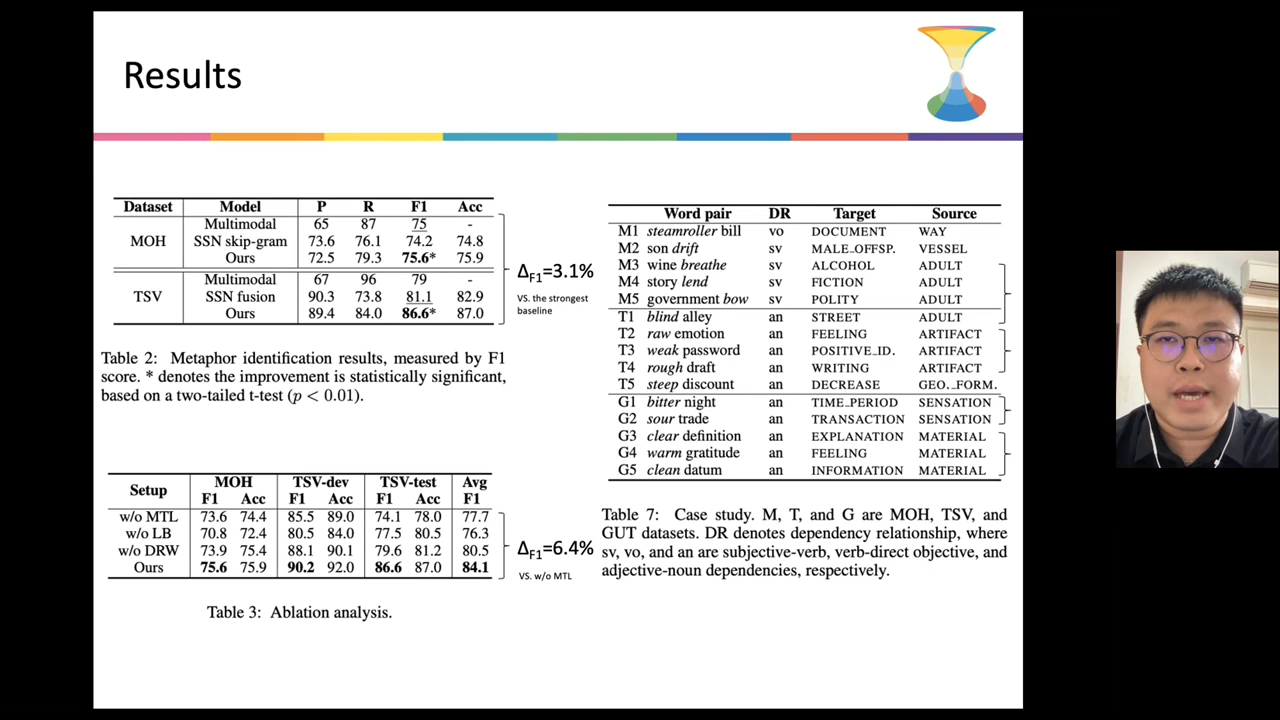 Results
Dataset Model P R F1 Acc
MOH
Multimodal 65 87 75 -
SSN skip-gram 73.6 76.1 74.2 74.8
Ours 72.5 79.3 75.6* 75.9
TSV
Multimodal 67 96 79 -
SSN fusion 90.3 73.8 81.1 82.9
Ours 89.4 84.0 86.6* 87.0
ΔF1=3.1%
VS. the strongest
baseline
Table 2: Metaphor identification results, measured by F1
score. * denotes the improvement is statistically significant,
based on a two-tailed t-test (p < 0.01).
Setup MOH TSV-dev TSV-test Avg
F1 Acc F1 Acc F1 Acc F1
w/o MTL 73.6 74.4 85.5 89.0 74.1 78.0 77.7
w/o LB 70.8 72.4 80.5 84.0 77.5 80.5 76.3
w/o DRW 73.9 75.4 88.1 90.1 79.6 81.2 80.5
Ours 75.6 75.9 90.2 92.0 86.6 87.0 84.1
ΔF1=6.4%
VS. w/o MTL
Table 3: Ablation analysis.
Word pair DR Target Source
M1 steamroller bill vo DOCUMENT WAY
M2 son drift sv MALE_OFFSP. VESSEL
M3 wine breathe sv ALCOHOL ADULT
M4 story lend sv FICTION ADULT
M5 government bow sv POLITY ADULT
T1 blind alley an STREET ADULT
T2 raw emotion an FEELING ARTIFACT
T3 weak password an POSITIVE_ID. ARTIFACT
T4 rough draft an WRITING ARTIFACT
T5 steep discount an DECREASE GEO._FORM.
G1 bitter night an TIME_PERIOD SENSATION
G2 sour trade an TRANSACTION SENSATION
G3 clear definition an EXPLANATION MATERIAL
G4 warm gratitude an FEELING MATERIAL
G5 clean datum an INFORMATION MATERIAL
Table 7: Case study. M, T, and G are MOH, TSV, and
GUT datasets. DR denotes dependency relationship, where
sv, vo, and an are subjective-verb, verb-direct objective, and
adjective-noun dependencies, respectively.